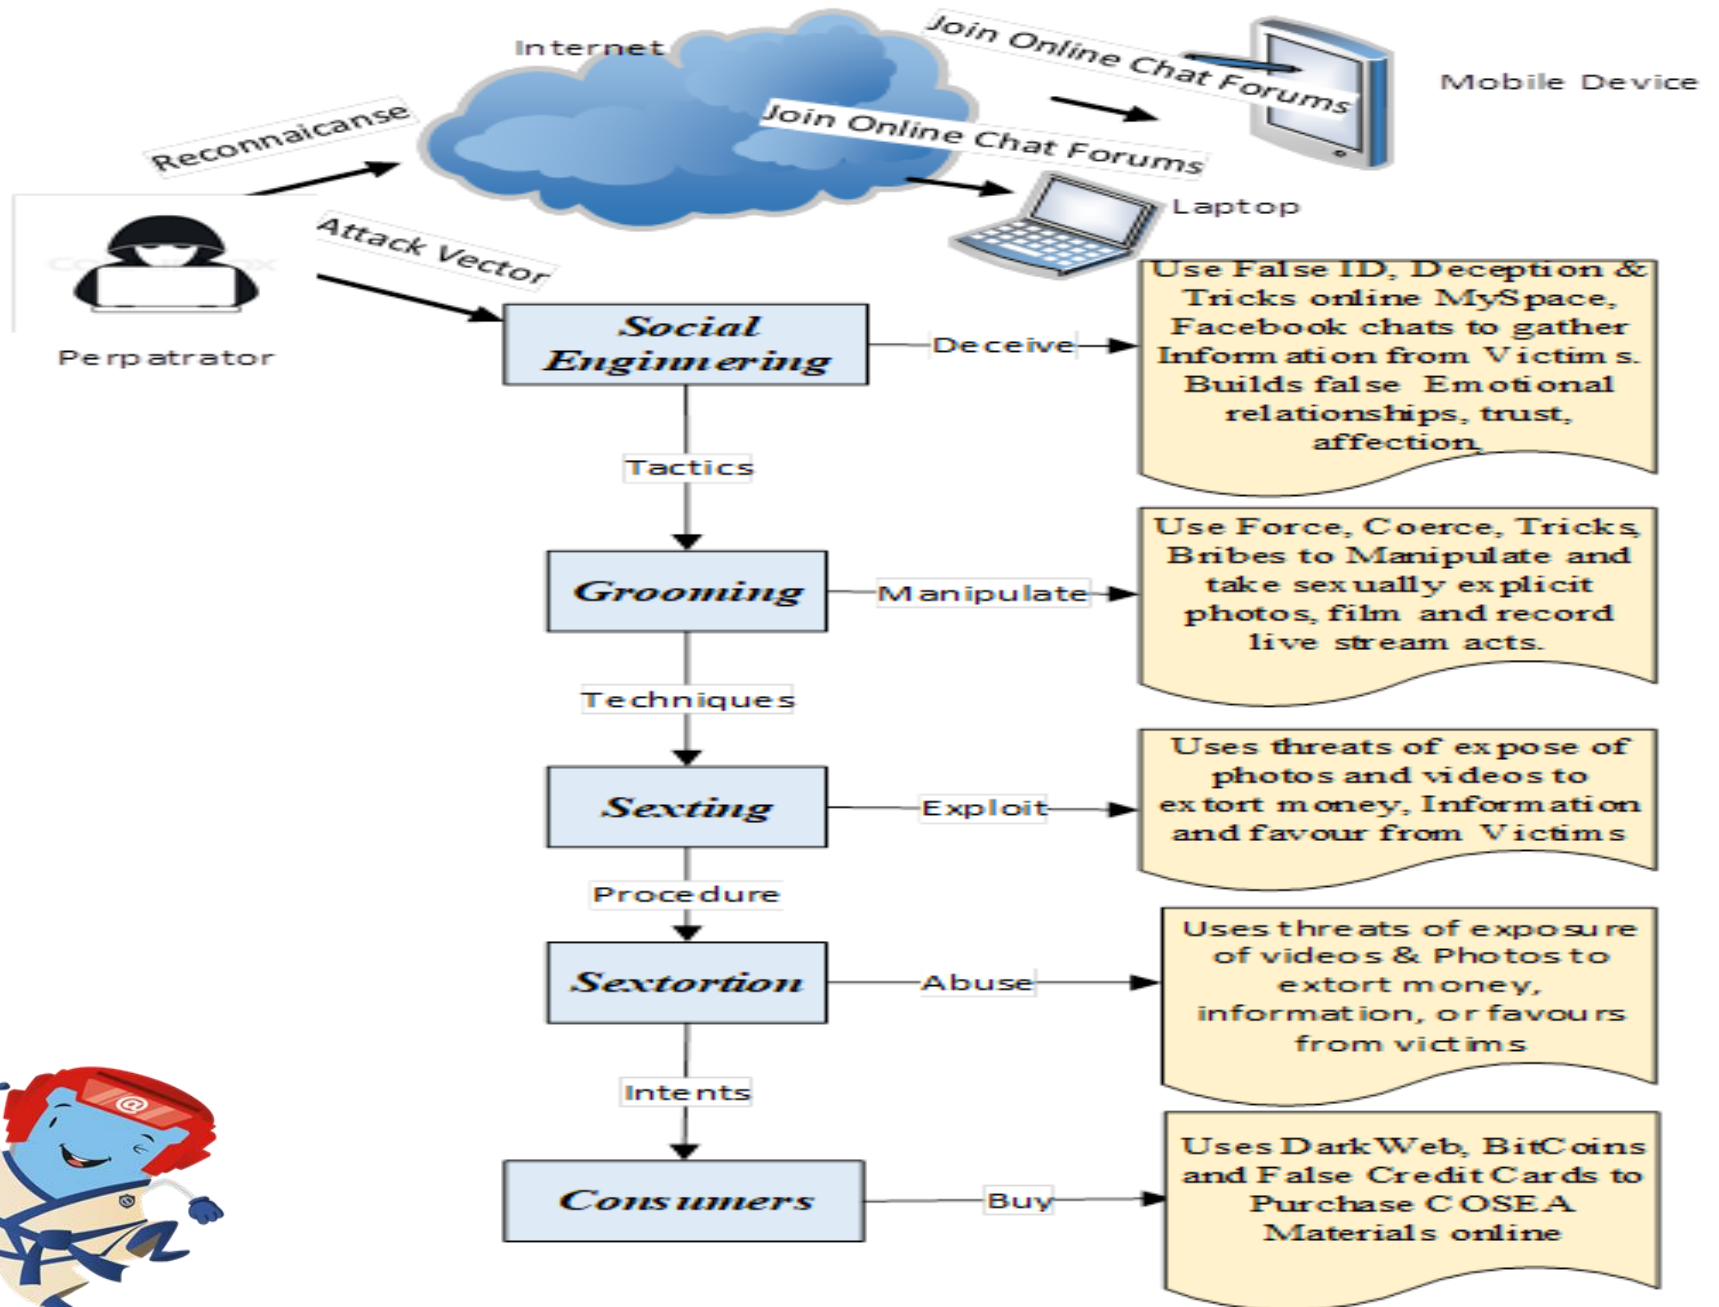 Internet
Join Online Chat Forums
Mobile Device
Reconnaicanse
Join Online Chat Forums
Laptop
Attack Vector
Perpatrator
Social
Enginnering
Deceive
Use False ID, Deception &
Tricks online MySpace,
Facebook chats to gather
Information from Victims.
Builds false Emotional
relationships, trust,
affection,
Tactics
Grooming
Manipulate
Use Force, Coerce, Tricks,
Bribes to Manipulate and
take sexually explicit
photos, film and record
live stream acts.
Techniques
Sexting
Exploit
Uses threats of expose of
photos and videos to
extort money, Information
and favour from Victims
Procedure
Sextortion
Abuse
Uses threats of exposure
of videos & Photos to
extort money,
information, or favours
from victims
Intents
Consumers
Buy
Uses DarkWeb, BitCoins
and False Credit Cards to
Purchase COSEA
Materials online
@